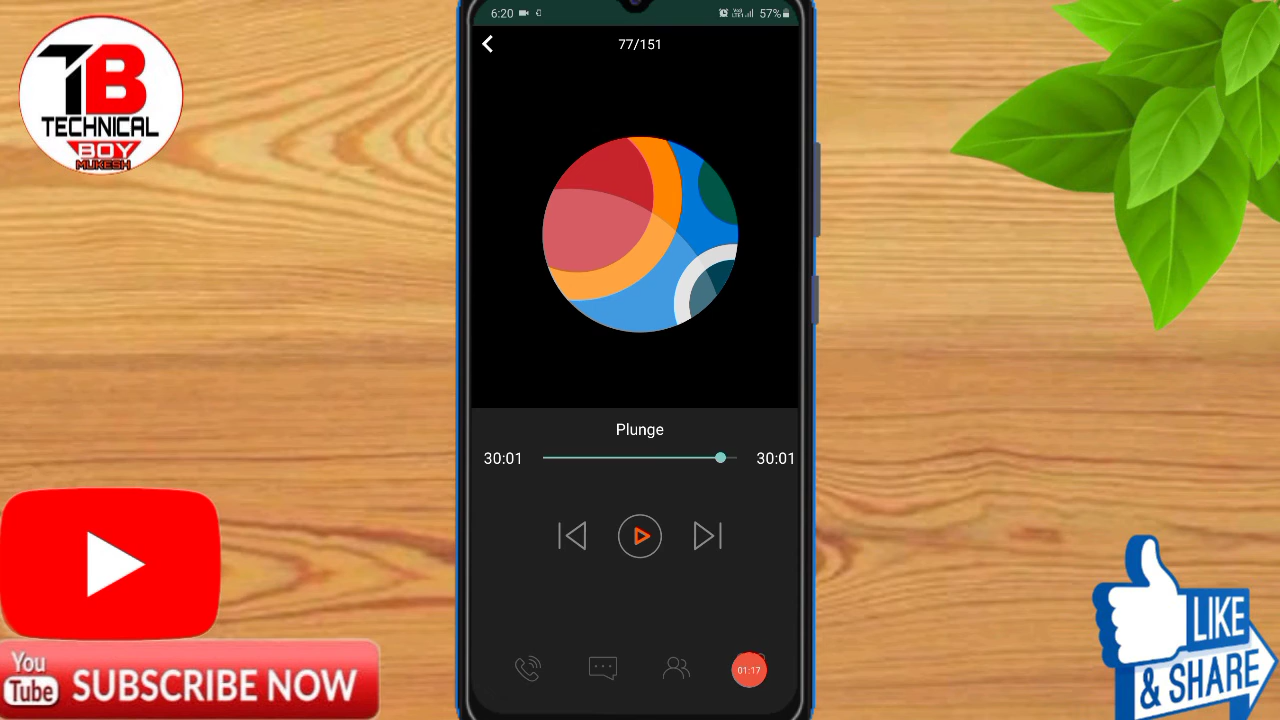 TB
TECHNICAL
BOY
MUKESH
6:20
57%
77/151
Plunge
30:01
30:01
01:17
You
Tube
SUBSCRIBE NOW
LIKE
& SHARE